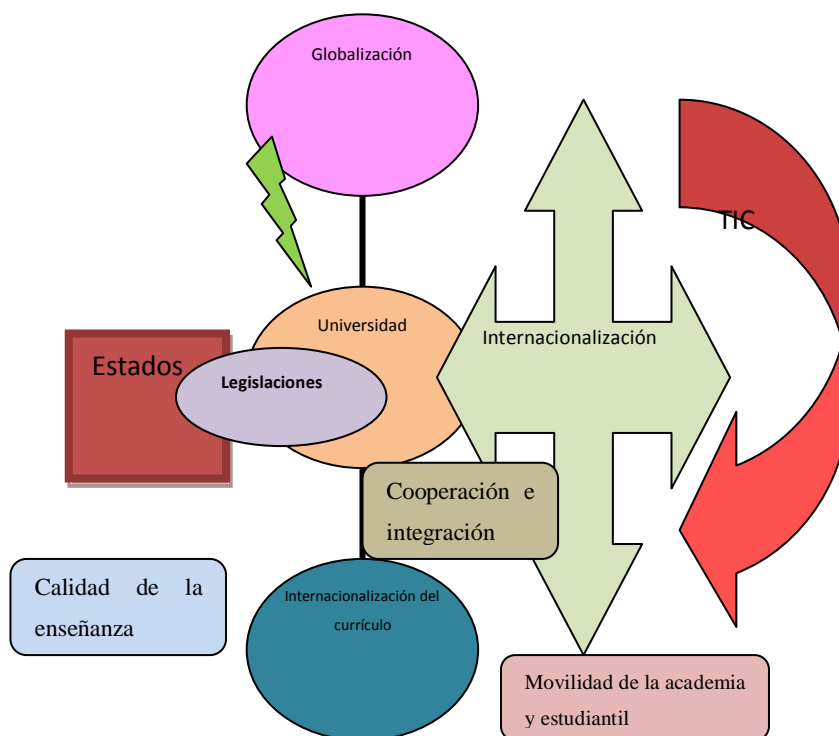 Globalización
TIC
Universidad
Internacionalización
Estados
Legislaciones
Cooperación e
integración
Calidad de la
enseñanza
Internacionalización del
currículo
Movilidad de la academia
y estudiantil